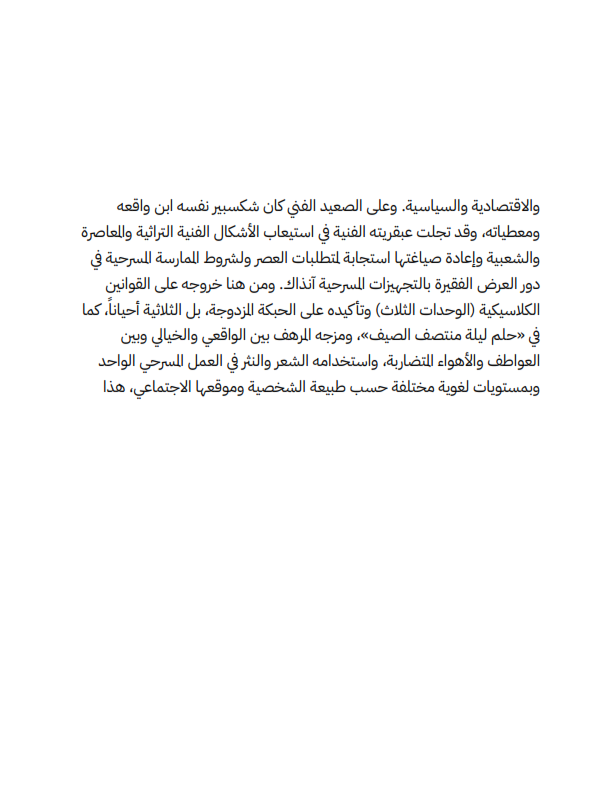 والاقتصادية والسياسية. وعلى الصعيد الفني كان شكسبير نفسه ابن واقعه
ومعطياته، وقد تجلت عبقريته الفنية في استيعاب الأشكال الفنية التراثية والمعاصرة
والشعبية وإعادة صياغتها استجابة لمتطلبات العصر ولشروط الممارسة المسرحية في
دور العرض الفقيرة بالتجهيزات المسرحية آنذاك. ومن هنا خروجه على القوانين
الكلاسيكية (الوحدات الثلاث) وتأكيده على الحبكة المزدوجة، بل الثلاثية أحياناً، كما
في «حلم ليلة منتصف الصيف»، ومزجه المرهف بين الواقعي والخيالي وبين
العواطف والأهواء المتضاربة، واستخدامه الشعر والنثر في العمل المسرحي الواحد
وبمستويات لغوية مختلفة حسب طبيعة الشخصية وموقعها الاجتماعي، هذا